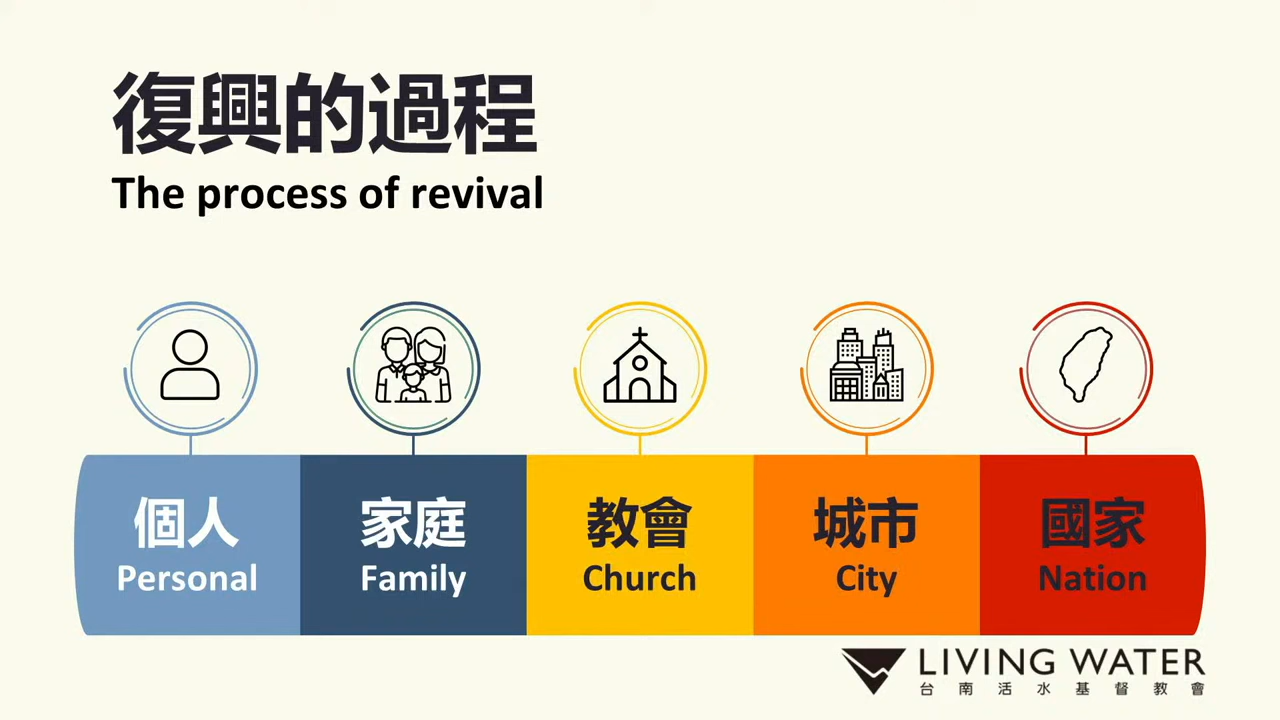 復興的過程
The process of revival
個人
Personal
家庭
Family
教會
Church
城市
City
國家
Nation
LIVING WATER
台南活水基督教會